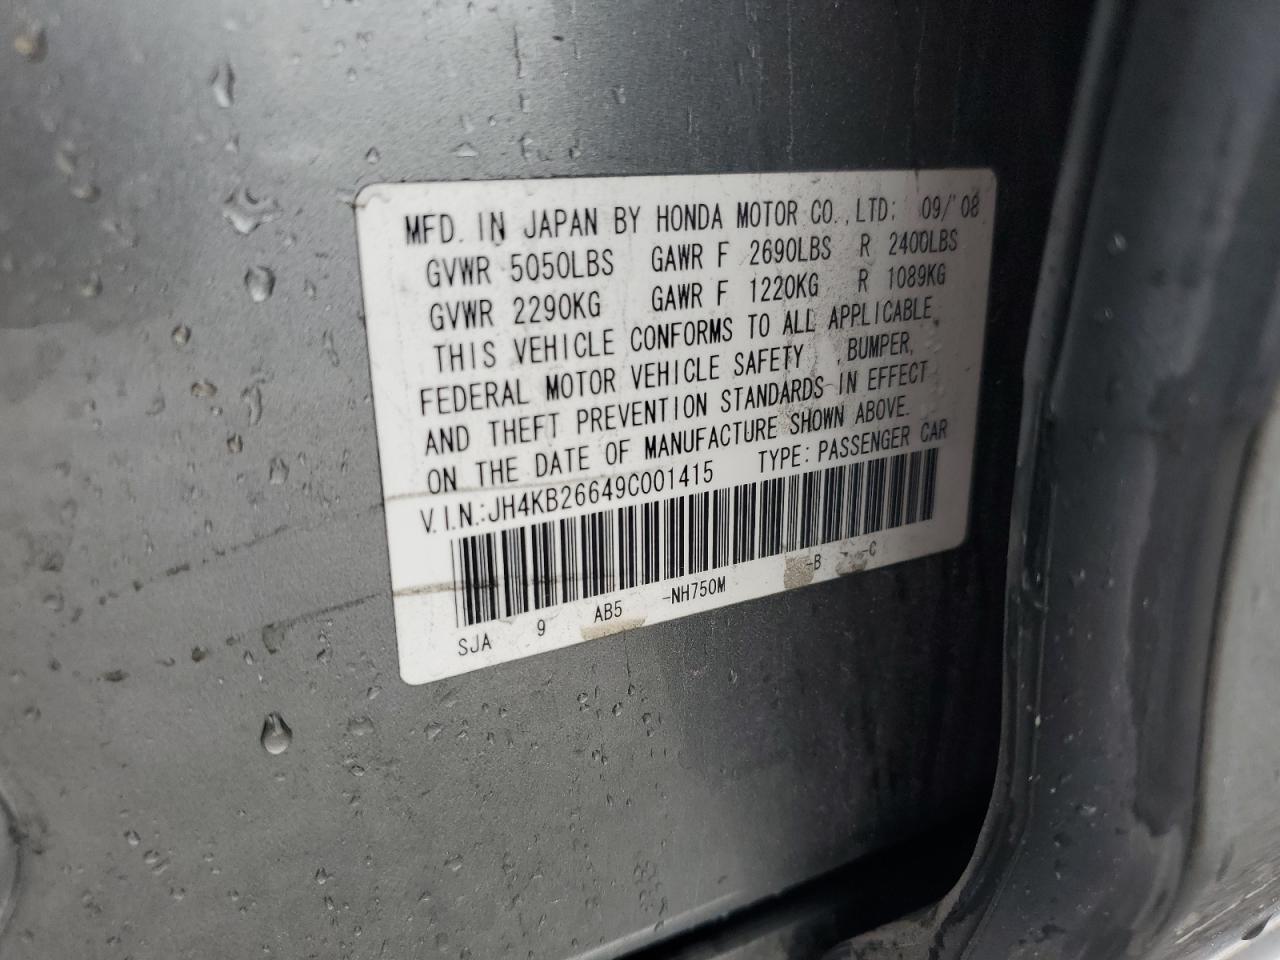 MFD. IN JAPAN BY HONDA MOTOR CO.,LTD. 09/'08
GVWR 5050LBS GAWR F 2690LBS R 2400LBS
GVWR 2290KG GAWR F 1220KG R 1089KG
THIS VEHICLE CONFORMS TO ALL APPLICABLE
FEDERAL MOTOR VEHICLE SAFETY ,BUMPER,
AND THEFT PREVENTION STANDARDS IN EFFECT
ON THE DATE OF MANUFACTURE SHOWN ABOVE.
V.I.N.:JH4KB26649C001415 TYPE:PASSENGER CAR
SJA 9 AB5 -NH750M -B -C